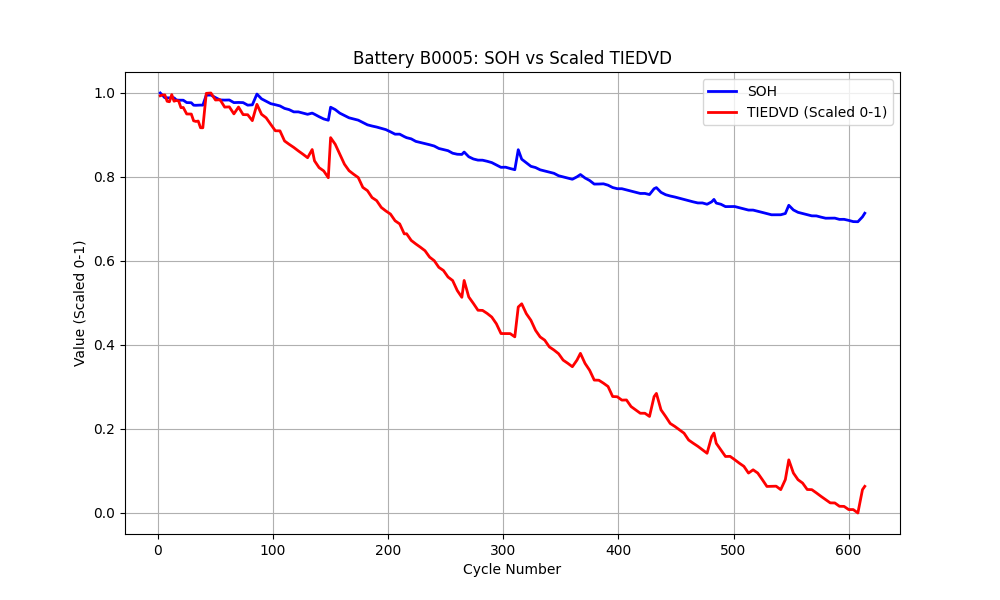 Battery B0005: SOH vs Scaled TIEDVD
SOH
TIEDVD (Scaled 0-1)
Value (Scaled 0-1)
1.0
0.8
0.6
0.4
0.2
0.0
0 100 200 300 400 500 600
Cycle Number